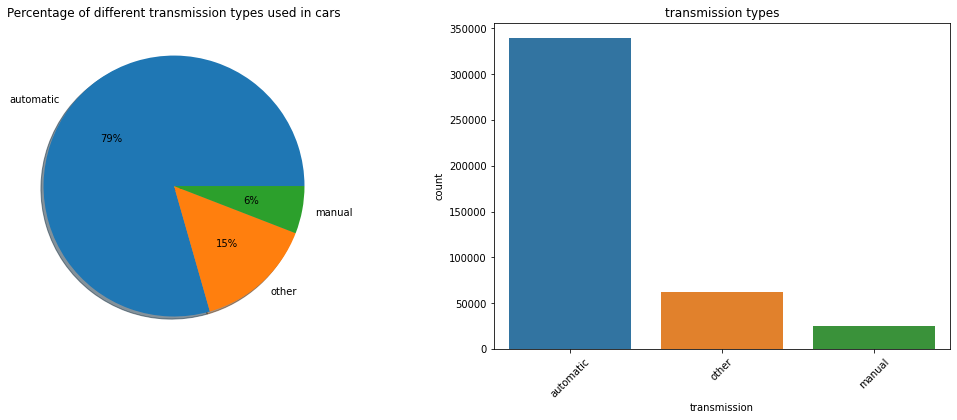 Percentage of different transmission types used in cars
automatic
79%
6%
manual
15%
other
transmission types
350000
300000
250000
200000
150000
100000
50000
0
count
automatic
other
manual
transmission